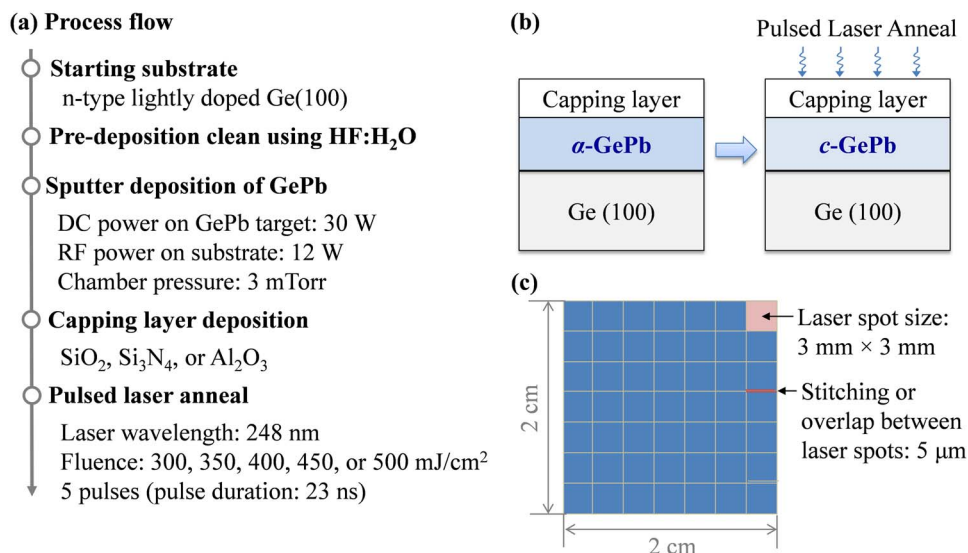 (a) Process flow
Starting substrate
n-type lightly doped Ge(100)
Pre-deposition clean using HF:H₂O
Sputter deposition of GePb
DC power on GePb target: 30 W
RF power on substrate: 12 W
Chamber pressure: 3 mTorr
Capping layer deposition
SiO₂, Si₃N₄, or Al₂O₃
Pulsed laser anneal
Laser wavelength: 248 nm
Fluence: 300, 350, 400, 450, or 500 mJ/cm²
5 pulses (pulse duration: 23 ns)
(b)
Pulsed Laser Anneal
Capping layer
α-GePb
Ge (100)
Capping layer
c-GePb
Ge (100)
(c)
2 cm
2 cm
Laser spot size:
3 mm × 3 mm
Stitching or
overlap between
laser spots: 5 μm